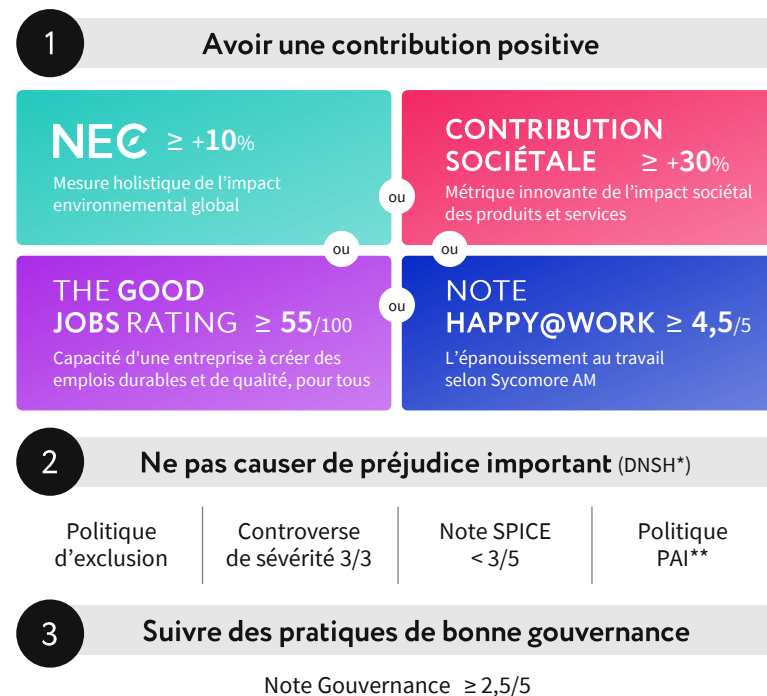 1
Avoir une contribution positive
NEC ≥ +10%
Mesure holistique de l'impact
environnemental global
ou
CONTRIBUTION
SOCIÉTALE ≥ +30%
Métrique innovante de l'impact sociétal
des produits et services
ou
ou
THE GOOD
JOBS RATING ≥ 55/100
Capacité d'une entreprise à créer des
emplois durables et de qualité, pour tous
ou
NOTE
HAPPY@WORK ≥ 4,5/5
L'épanouissement au travail
selon Sycomore AM
2
Ne pas causer de préjudice important (DNSH*)
Politique
d'exclusion
Controverse
de sévérité 3/3
Note SPICE
< 3/5
Politique
PAI**
3
Suivre des pratiques de bonne gouvernance
Note Gouvernance ≥ 2,5/5